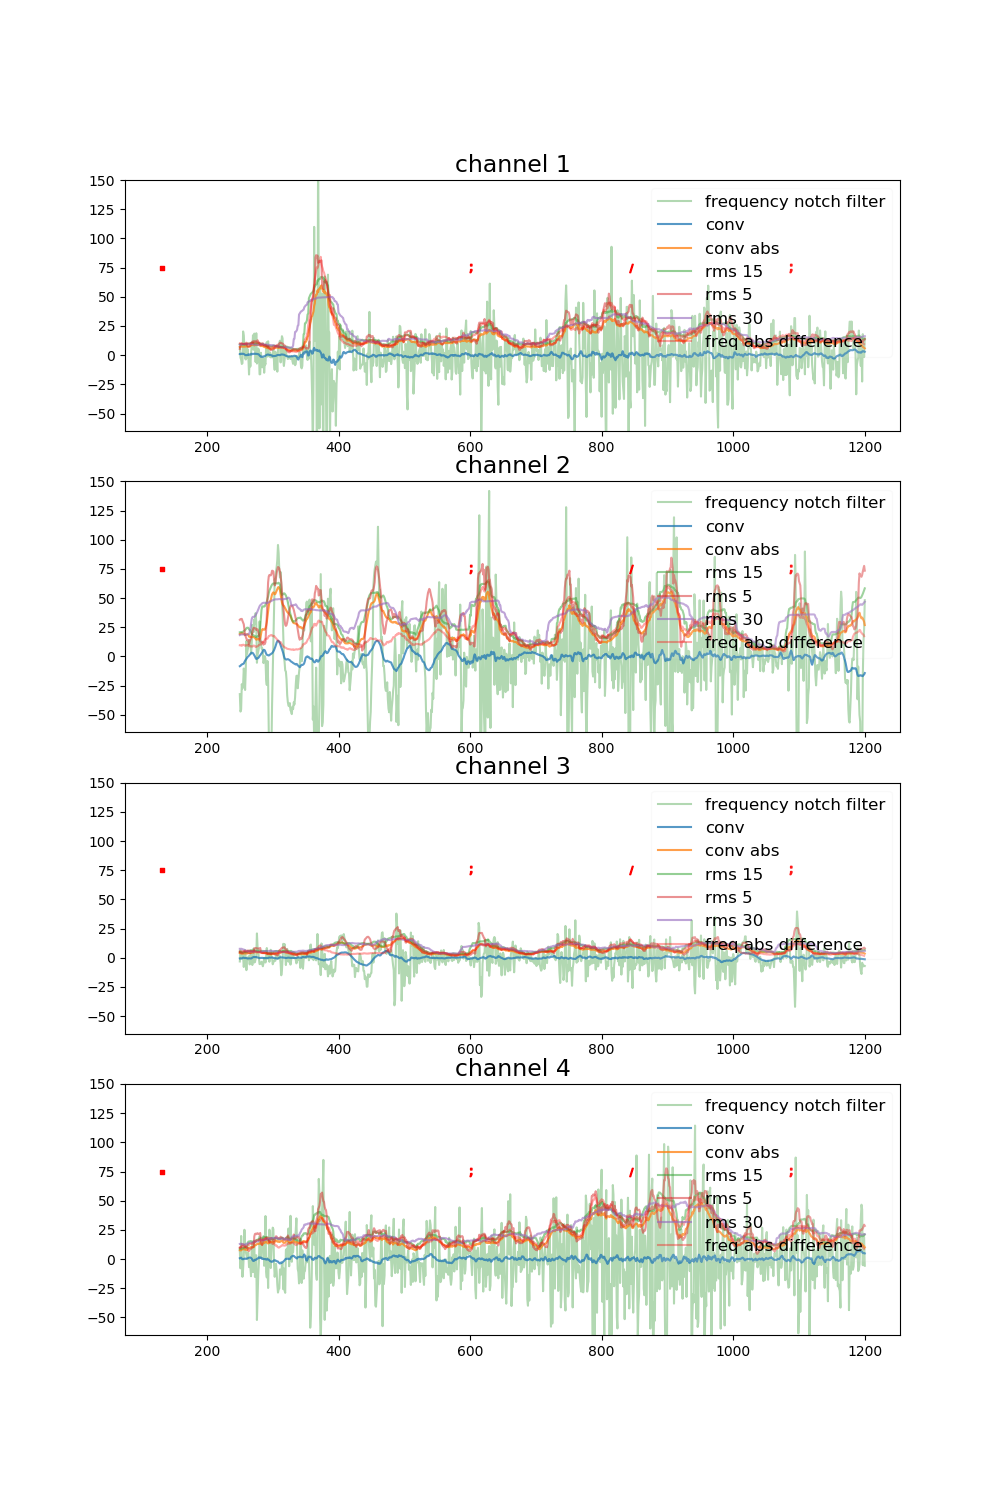 channel 1
150
125
100
75
50
25
0
−25
−50
frequency notch filter
conv
conv abs
rms 15
rms 5
rms 30
freq abs difference
. ; / ;
200 400 600 800 1000 1200
channel 2
150
125
100
75
50
25
0
−25
−50
frequency notch filter
conv
conv abs
rms 15
rms 5
rms 30
freq abs difference
. ; / ;
200 400 600 800 1000 1200
channel 3
150
125
100
75
50
25
0
−25
−50
frequency notch filter
conv
conv abs
rms 15
rms 5
rms 30
freq abs difference
. ; / ;
200 400 600 800 1000 1200
channel 4
150
125
100
75
50
25
0
−25
−50
frequency notch filter
conv
conv abs
rms 15
rms 5
rms 30
freq abs difference
. ; / ;
200 400 600 800 1000 1200